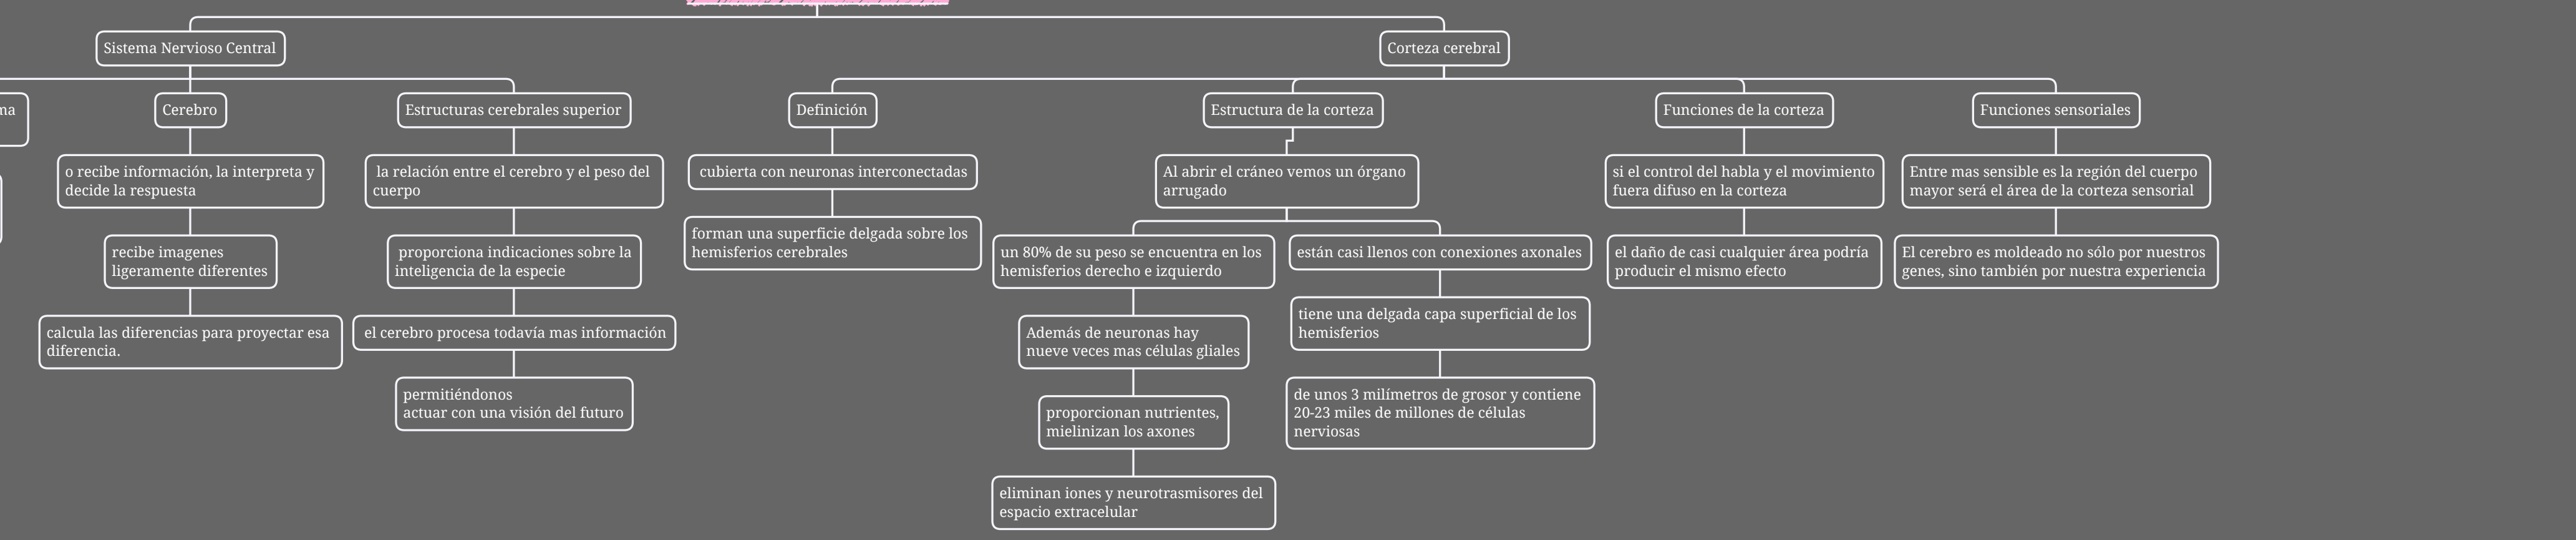 Sistema Nervioso Central
Corteza cerebral
ma
Cerebro
Estructuras cerebrales superior
Definición
Estructura de la corteza
Funciones de la corteza
Funciones sensoriales
o recibe información, la interpreta y
decide la respuesta
la relación entre el cerebro y el peso del
cuerpo
cubierta con neuronas interconectadas
Al abrir el cráneo vemos un órgano
arrugado
si el control del habla y el movimiento
fuera difuso en la corteza
Entre mas sensible es la región del cuerpo
mayor será el área de la corteza sensorial
recibe imagenes
ligeramente diferentes
proporciona indicaciones sobre la
inteligencia de la especie
forman una superficie delgada sobre los
hemisferios cerebrales
un 80% de su peso se encuentra en los
hemisferios derecho e izquierdo
están casi llenos con conexiones axonales
el daño de casi cualquier área podría
producir el mismo efecto
El cerebro es moldeado no sólo por nuestros
genes, sino también por nuestra experiencia
calcula las diferencias para proyectar esa
diferencia.
el cerebro procesa todavía mas información
Además de neuronas hay
nueve veces mas células gliales
tiene una delgada capa superficial de los
hemisferios
permitiéndonos
actuar con una visión del futuro
proporcionan nutrientes,
mielinizan los axones
de unos 3 milímetros de grosor y contiene
20-23 miles de millones de células
nerviosas
eliminan iones y neurotrasmisores del
espacio extracelular